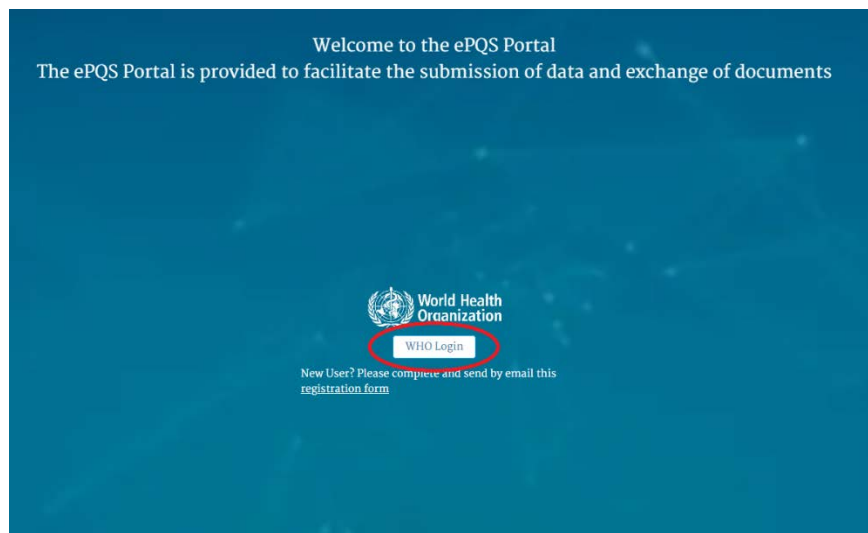 Welcome to the ePQS Portal
The ePQS Portal is provided to facilitate the submission of data and exchange of documents
World Health
Organization
WHO Login
New User? Please complete and send by email this
registration form